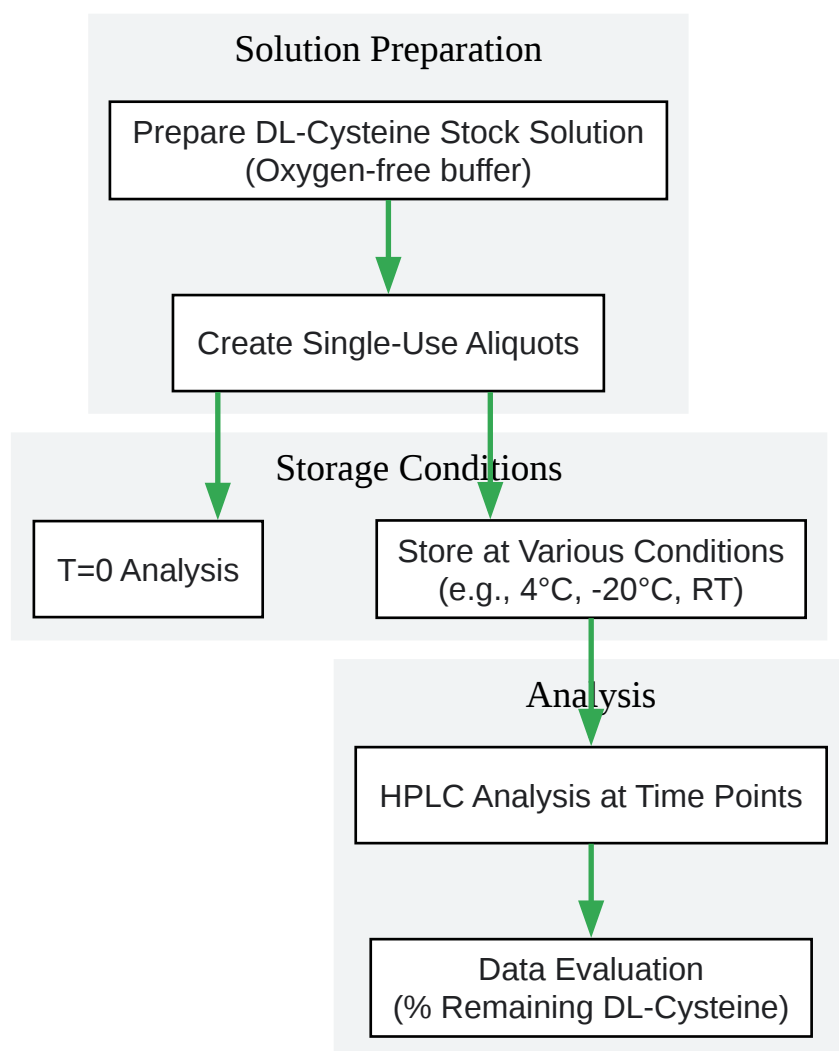 Solution Preparation
Prepare DL-Cysteine Stock Solution
(Oxygen-free buffer)
Create Single-Use Aliquots
Storage Conditions
T=0 Analysis
Store at Various Conditions
(e.g., 4°C, -20°C, RT)
Analysis
HPLC Analysis at Time Points
Data Evaluation
(% Remaining DL-Cysteine)